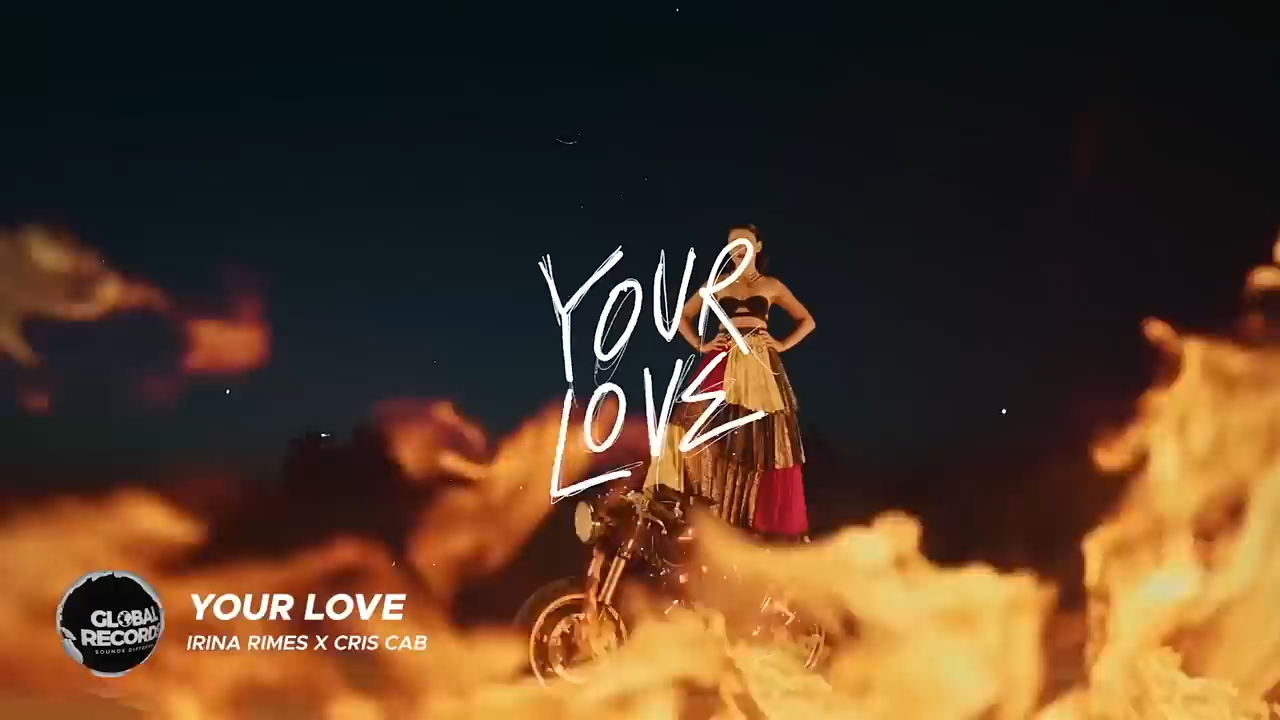 YOUR
LOVE
GLOBAL
RECORDS
YOUR LOVE
IRINA RIMES X CRIS CAB